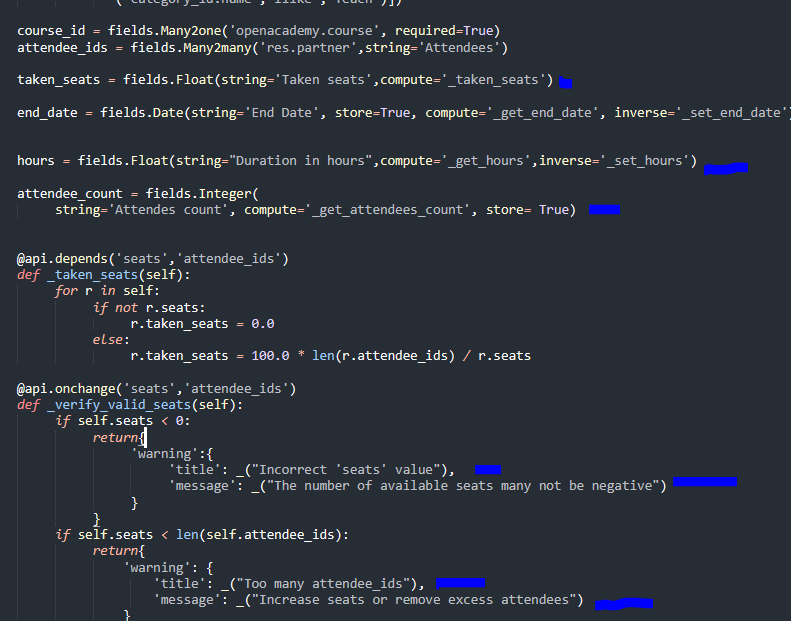 ('category_id.name', 'ilike', 'Teach')])
course_id = fields.Many2one('openacademy.course', required=True)
attendee_ids = fields.Many2many('res.partner',string='Attendees')
taken_seats = fields.Float(string='Taken seats',compute='_taken_seats')
end_date = fields.Date(string='End Date', store=True, compute='_get_end_date', inverse='_set_end_date')
hours = fields.Float(string="Duration in hours",compute='_get_hours',inverse='_set_hours')
attendee_count = fields.Integer(
string='Attendes count', compute='_get_attendees_count', store= True)
@api.depends('seats','attendee_ids')
def _taken_seats(self):
for r in self:
if not r.seats:
r.taken_seats = 0.0
else:
r.taken_seats = 100.0 * len(r.attendee_ids) / r.seats
@api.onchange('seats','attendee_ids')
def _verify_valid_seats(self):
if self.seats < 0:
return{
'warning':{
'title': _("Incorrect 'seats' value"),
'message': _("The number of available seats many not be negative")
}
}
if self.seats < len(self.attendee_ids):
return{
'warning': {
'title': _("Too many attendee_ids"),
'message': _("Increase seats or remove excess attendees")
}